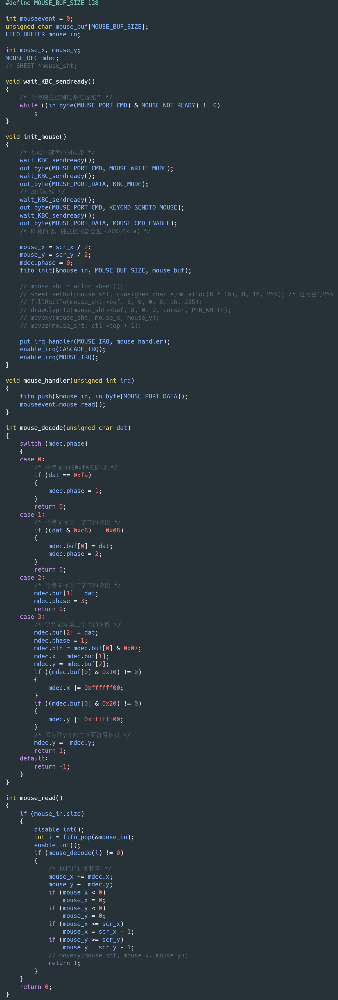 #define MOUSE_BUF_SIZE 128

int mouseevent = 0;
unsigned char mouse_buf[MOUSE_BUF_SIZE];
FIFO_BUFFER mouse_in;

int mouse_x, mouse_y;
MOUSE_DEC mdec;
// SHEET *mouse_sht;

void wait_KBC_sendready()
{
    /* 等待键盘控制电路准备完毕 */
    while ((in_byte(MOUSE_PORT_CMD) & MOUSE_NOT_READY) != 0)
        ;
}

void init_mouse()
{
    /* 初始化键盘控制电路 */
    wait_KBC_sendready();
    out_byte(MOUSE_PORT_CMD, MOUSE_WRITE_MODE);
    wait_KBC_sendready();
    out_byte(MOUSE_PORT_DATA, KBC_MODE);
    /* 激活鼠标 */
    wait_KBC_sendready();
    out_byte(MOUSE_PORT_CMD, KEYCMD_SENDTO_MOUSE);
    wait_KBC_sendready();
    out_byte(MOUSE_PORT_DATA, MOUSE_CMD_ENABLE);
    /* 顺利的话，键盘控制器会返回ACK(0xfa) */

    mouse_x = scr_x / 2;
    mouse_y = scr_y / 2;
    mdec.phase = 0;
    fifo_init(&mouse_in, MOUSE_BUF_SIZE, mouse_buf);

    // mouse_sht = alloc_sheet();
    // sheet_setbuf(mouse_sht, (unsigned char *)mm_alloc(8 * 16), 8, 16, 255); /* 透明色号255
    // fillRectTo(mouse_sht->buf, 8, 0, 0, 8, 16, 255);
    // drawGlyphTo(mouse_sht->buf, 8, 0, 0, cursor, PEN_WHITE);
    // movexy(mouse_sht, mouse_x, mouse_y);
    // movez(mouse_sht, ctl->top + 1);

    put_irq_handler(MOUSE_IRQ, mouse_handler);
    enable_irq(CASCADE_IRQ);
    enable_irq(MOUSE_IRQ);
}

void mouse_handler(unsigned int irq)
{
    fifo_push(&mouse_in, in_byte(MOUSE_PORT_DATA));
    mouseevent=mouse_read();
}

int mouse_decode(unsigned char dat)
{
    switch (mdec.phase)
    {
    case 0:
        /* 等待鼠标的0xfa的阶段 */
        if (dat == 0xfa)
        {
            mdec.phase = 1;
        }
        return 0;
    case 1:
        /* 等待鼠标第一字节的阶段 */
        if ((dat & 0xc8) == 0x08)
        {
            mdec.buf[0] = dat;
            mdec.phase = 2;
        }
        return 0;
    case 2:
        /* 等待鼠标第二字节的阶段 */
        mdec.buf[1] = dat;
        mdec.phase = 3;
        return 0;
    case 3:
        /* 等待鼠标第二字节的阶段 */
        mdec.buf[2] = dat;
        mdec.phase = 1;
        mdec.btn = mdec.buf[0] & 0x07;
        mdec.x = mdec.buf[1];
        mdec.y = mdec.buf[2];
        if ((mdec.buf[0] & 0x10) != 0)
        {
            mdec.x |= 0xffffff00;
        }
        if ((mdec.buf[0] & 0x20) != 0)
        {
            mdec.y |= 0xffffff00;
        }
        /* 鼠标的y方向与画面符号相反 */
        mdec.y = -mdec.y;
        return 1;
    default:
        return -1;
    }
}

int mouse_read()
{
    if (mouse_in.size)
    {
        disable_int();
        int i = fifo_pop(&mouse_in);
        enable_int();
        if (mouse_decode(i) != 0)
        {
            /* 鼠标指针的移动 */
            mouse_x += mdec.x;
            mouse_y += mdec.y;
            if (mouse_x < 0)
                mouse_x = 0;
            if (mouse_y < 0)
                mouse_y = 0;
            if (mouse_x >= scr_x)
                mouse_x = scr_x - 1;
            if (mouse_y >= scr_y)
                mouse_y = scr_y - 1;
            // movexy(mouse_sht, mouse_x, mouse_y);
            return 1;
        }
    }
    return 0;
}